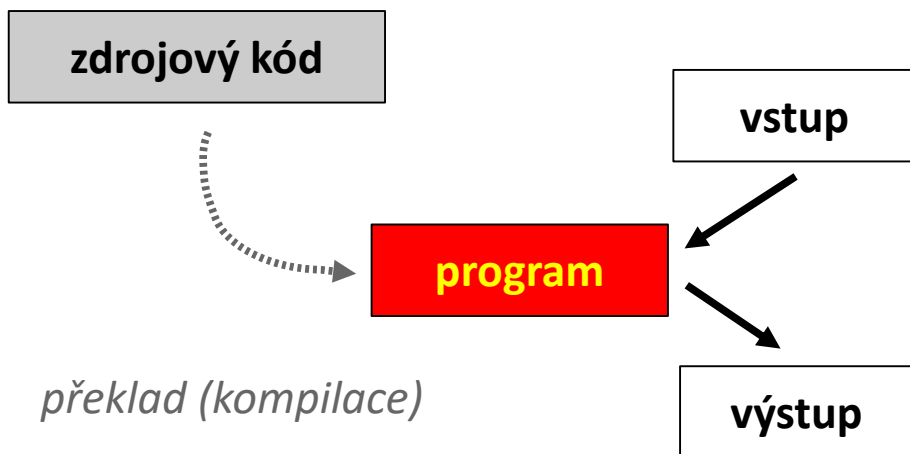 zdrojový kód
vstup
program
překlad (kompilace)
výstup